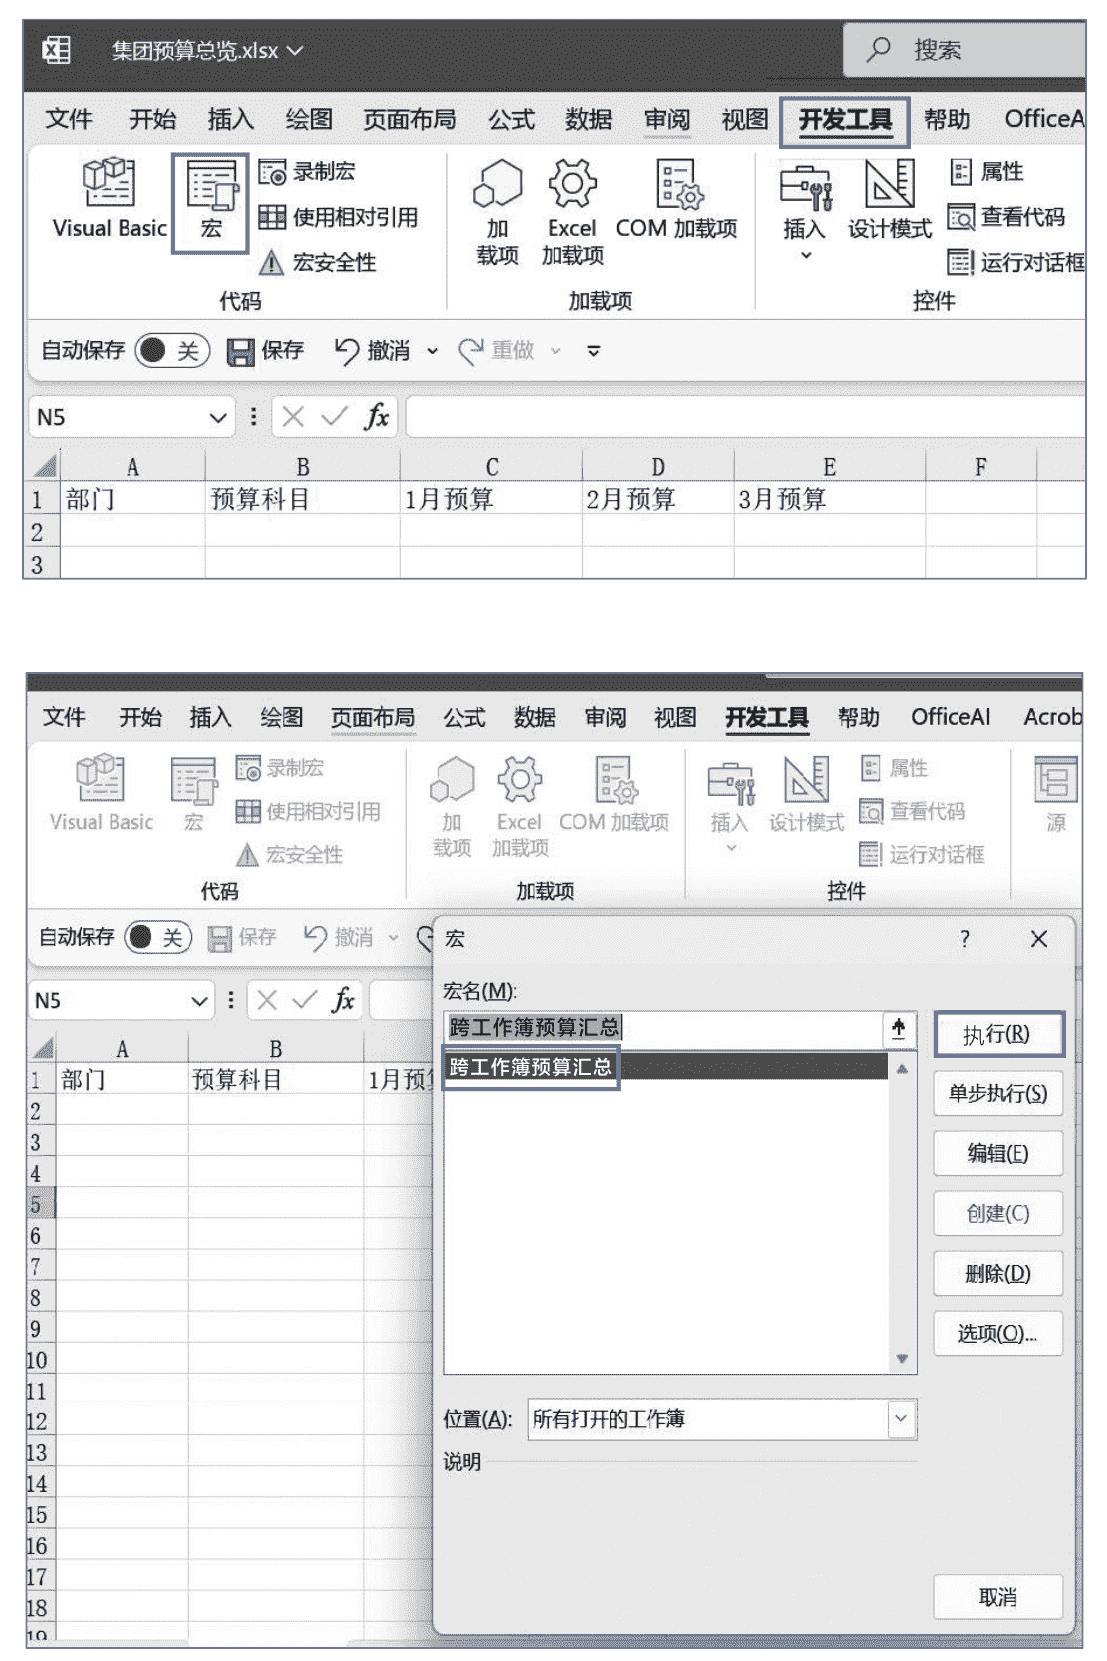 集团预算总览.xlsx
搜索
文件 开始 插入 绘图 页面布局 公式 数据 审阅 视图 开发工具 帮助 OfficeA
Visual Basic
宏
录制宏
使用相对引用
宏安全性
代码
加
载项
Excel
加载项
COM 加载项
加载项
插入
设计模式
属性
查看代码
运行对话框
控件
自动保存 关 保存 撤消 重做
N5
fx
A B C D E F
1 部门 预算科目 1月预算 2月预算 3月预算
2
3
文件 开始 插入 绘图 页面布局 公式 数据 审阅 视图 开发工具 帮助 OfficeAI Acrob
Visual Basic
宏
录制宏
使用相对引用
宏安全性
代码
加
载项
Excel
加载项
COM 加载项
加载项
插入
设计模式
属性
查看代码
运行对话框
控件
源
自动保存 关 保存 撤消
N5
fx
A B
1 部门 预算科目 1月预
2
3
4
5
6
7
8
9
10
11
12
13
14
15
16
17
18
19
宏 ?
宏名(M):
跨工作簿预算汇总
跨工作簿预算汇总
执行(R)
单步执行(S)
编辑(E)
创建(C)
删除(D)
选项(O)...
位置(A): 所有打开的工作簿
说明
取消